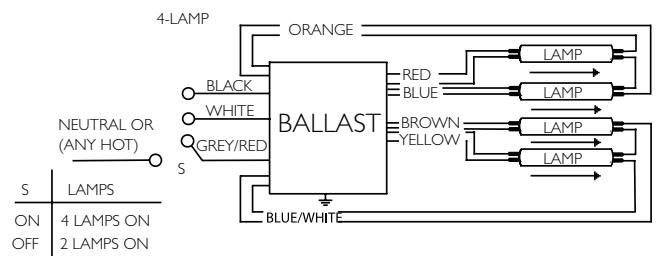 4-LAMP
ORANGE
LAMP
RED
BLACK
BLUE
LAMP
WHITE
NEUTRAL OR
(ANY HOT)
BALLAST
BROWN
LAMP
GREY/RED
YELLOW
LAMP
S
S LAMPS
ON 4 LAMPS ON
OFF 2 LAMPS ON
BLUE/WHITE